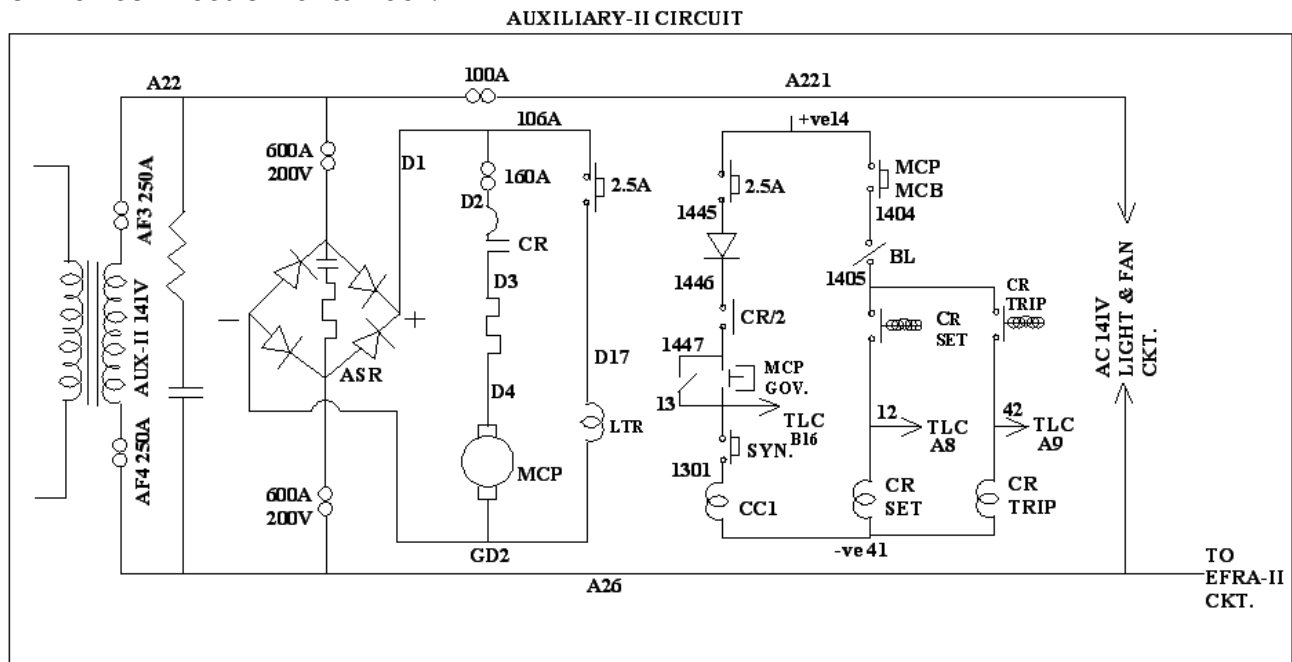 AUXILIARY-II CIRCUIT
A22
100A
A221
106A
+ve14
600A
200V
D1
160A
2.5A
2.5A
MCP
MCB
AF3 250A
D2
1445
1404
CR
BL
1405
1446
CR
TRIP
D3
CR/2
CR
SET
AUX-II 141V
-
+
AC 141V
LIGHT & FAN
CKT.
1447
D17
MCP
GOV.
ASR
D4
13
TLC
B16
12
TLC
A8
42
TLC
A9
LTR
SYN.
AF4 250A
MCP
1301
600A
200V
CC1
CR
SET
CR
TRIP
GD2
-ve 41
A26
TO
EFRA-II
CKT.